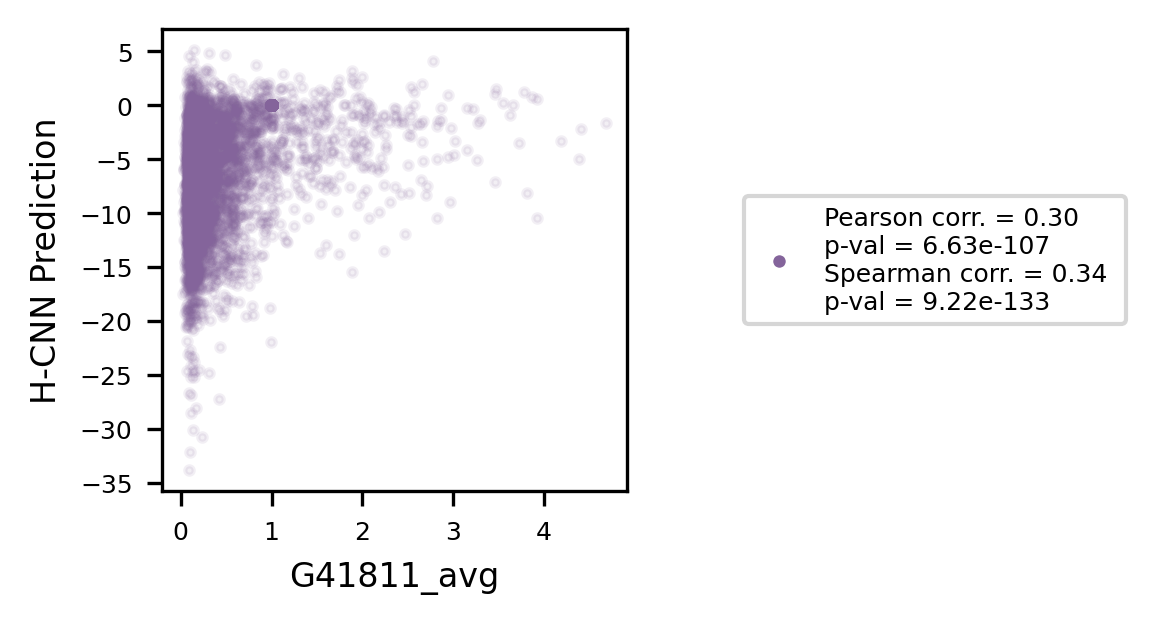 H-CNN Prediction
5
0
−5
−10
−15
−20
−25
−30
−35
0 1 2 3 4
G41811_avg
Pearson corr. = 0.30
p-val = 6.63e-107
Spearman corr. = 0.34
p-val = 9.22e-133